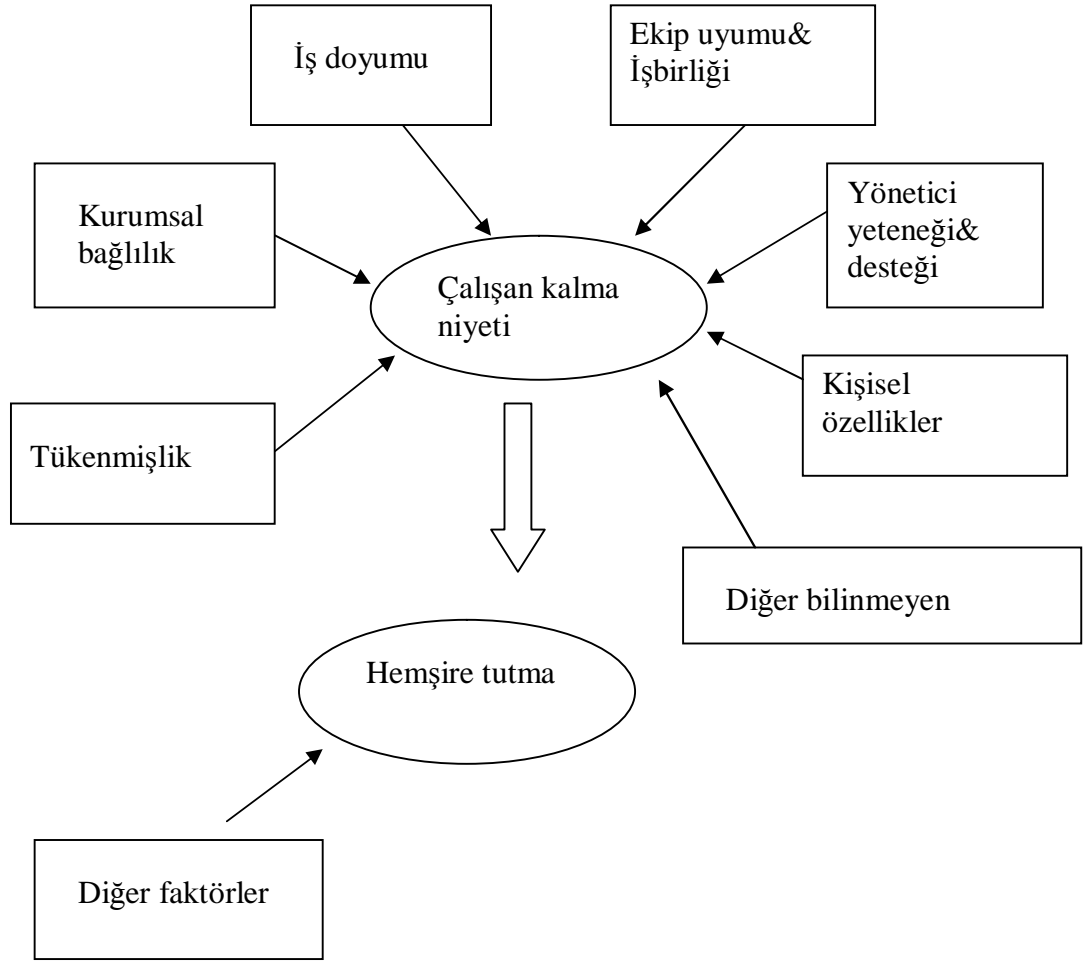 İş doyumu
Ekip uyumu&
İşbirliği
Kurumsal
bağlılık
Yönetici
yeteneği&
desteği
Çalışan kalma
niyeti
Kişisel
özellikler
Tükenmişlik
Diğer bilinmeyen
Hemşire tutma
Diğer faktörler